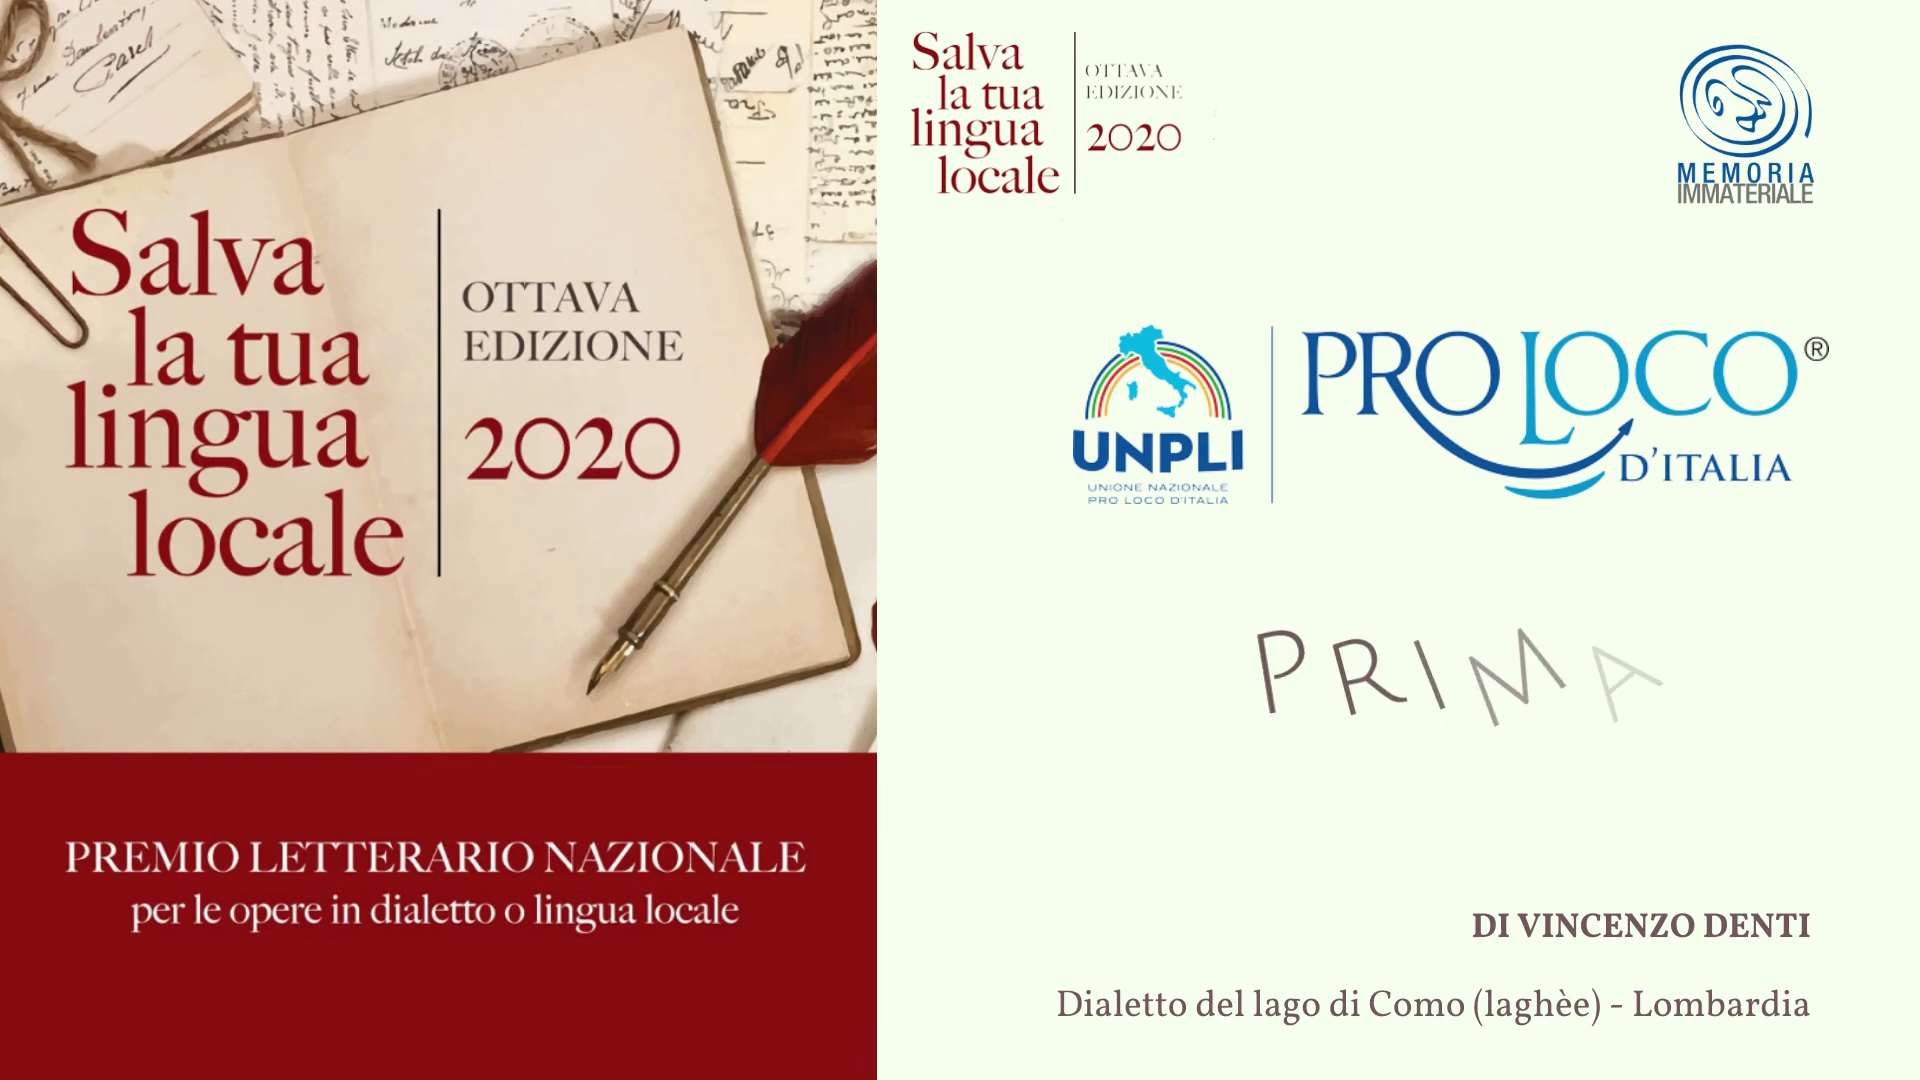 Salva
la tua
lingua
locale
OTTAVA
EDIZIONE
2020
PREMIO LETTERARIO NAZIONALE
per le opere in dialetto o lingua locale
Salva
la tua
lingua
locale
OTTAVA
EDIZIONE
2020
MEMORIA
IMMATERIALE
UNPLI
UNIONE NAZIONALE
PRO LOCO D'ITALIA
PRO LOCO®
D'ITALIA
PRIMA
DI VINCENZO DENTI
Dialetto del lago di Como (laghèe) - Lombardia